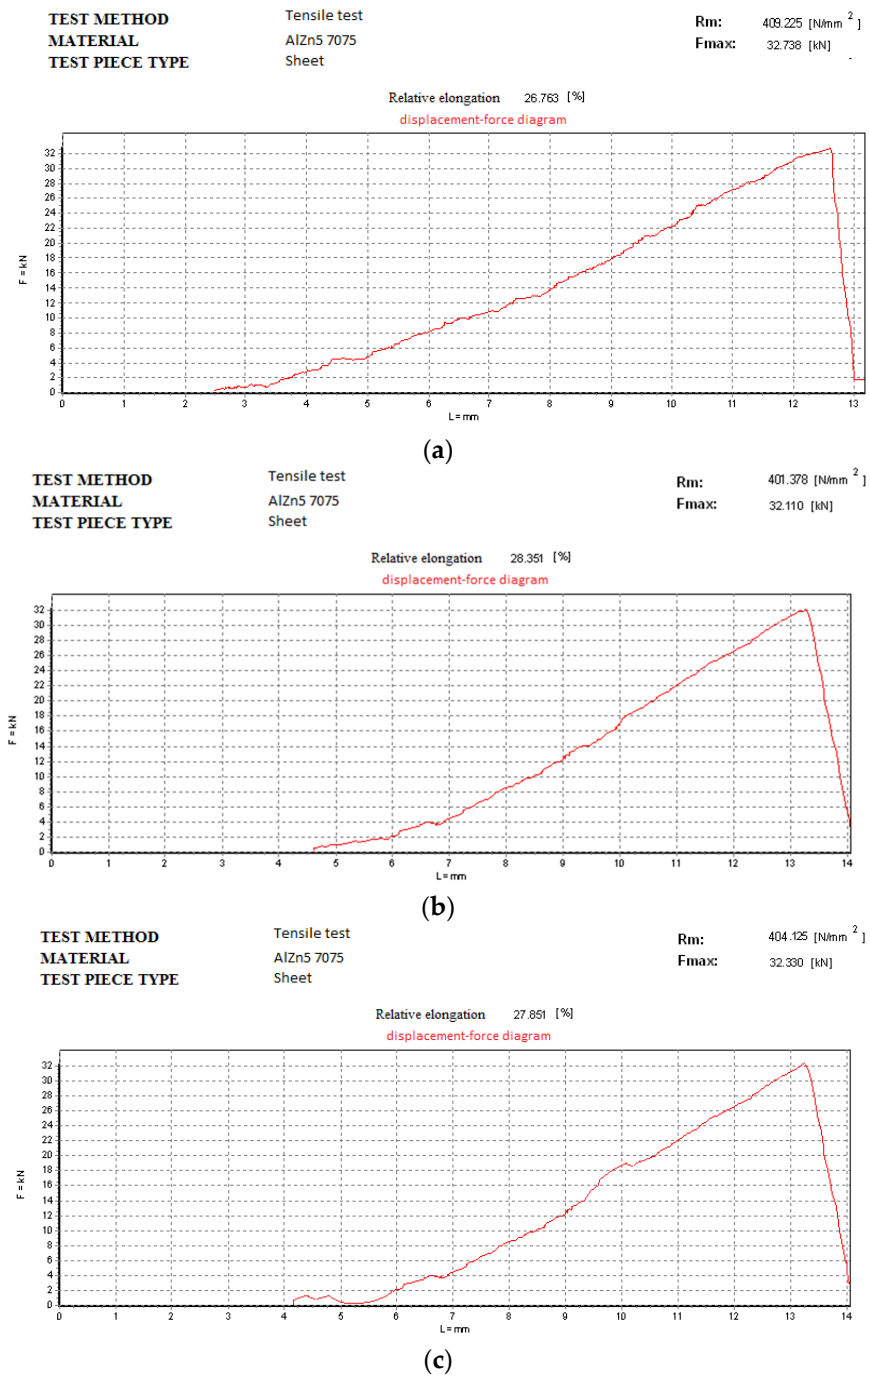 TEST METHOD Tensile test Rm: 409.225 [N/mm 2 ]
MATERIAL AlZn5 7075 Fmax: 32.738 [kN]
TEST PIECE TYPE Sheet
Relative elongation 26.763 [%]
displacement-force diagram
32
30
28
26
24
22
20
18
16
14
12
10
8
6
4
2
0
F = kN
0 1 2 3 4 5 6 7 8 9 10 11 12 13
L = mm
(a)
TEST METHOD Tensile test Rm: 401.378 [N/mm 2 ]
MATERIAL AlZn5 7075 Fmax: 32.110 [kN]
TEST PIECE TYPE Sheet
Relative elongation 28.351 [%]
displacement-force diagram
32
30
28
26
24
22
20
18
16
14
12
10
8
6
4
2
0
F = kN
0 1 2 3 4 5 6 7 8 9 10 11 12 13 14
L = mm
(b)
TEST METHOD Tensile test Rm: 404.125 [N/mm 2 ]
MATERIAL AlZn5 7075 Fmax: 32.330 [kN]
TEST PIECE TYPE Sheet
Relative elongation 27.851 [%]
displacement-force diagram
32
30
28
26
24
22
20
18
16
14
12
10
8
6
4
2
0
F = kN
0 1 2 3 4 5 6 7 8 9 10 11 12 13 14
L = mm
(c)